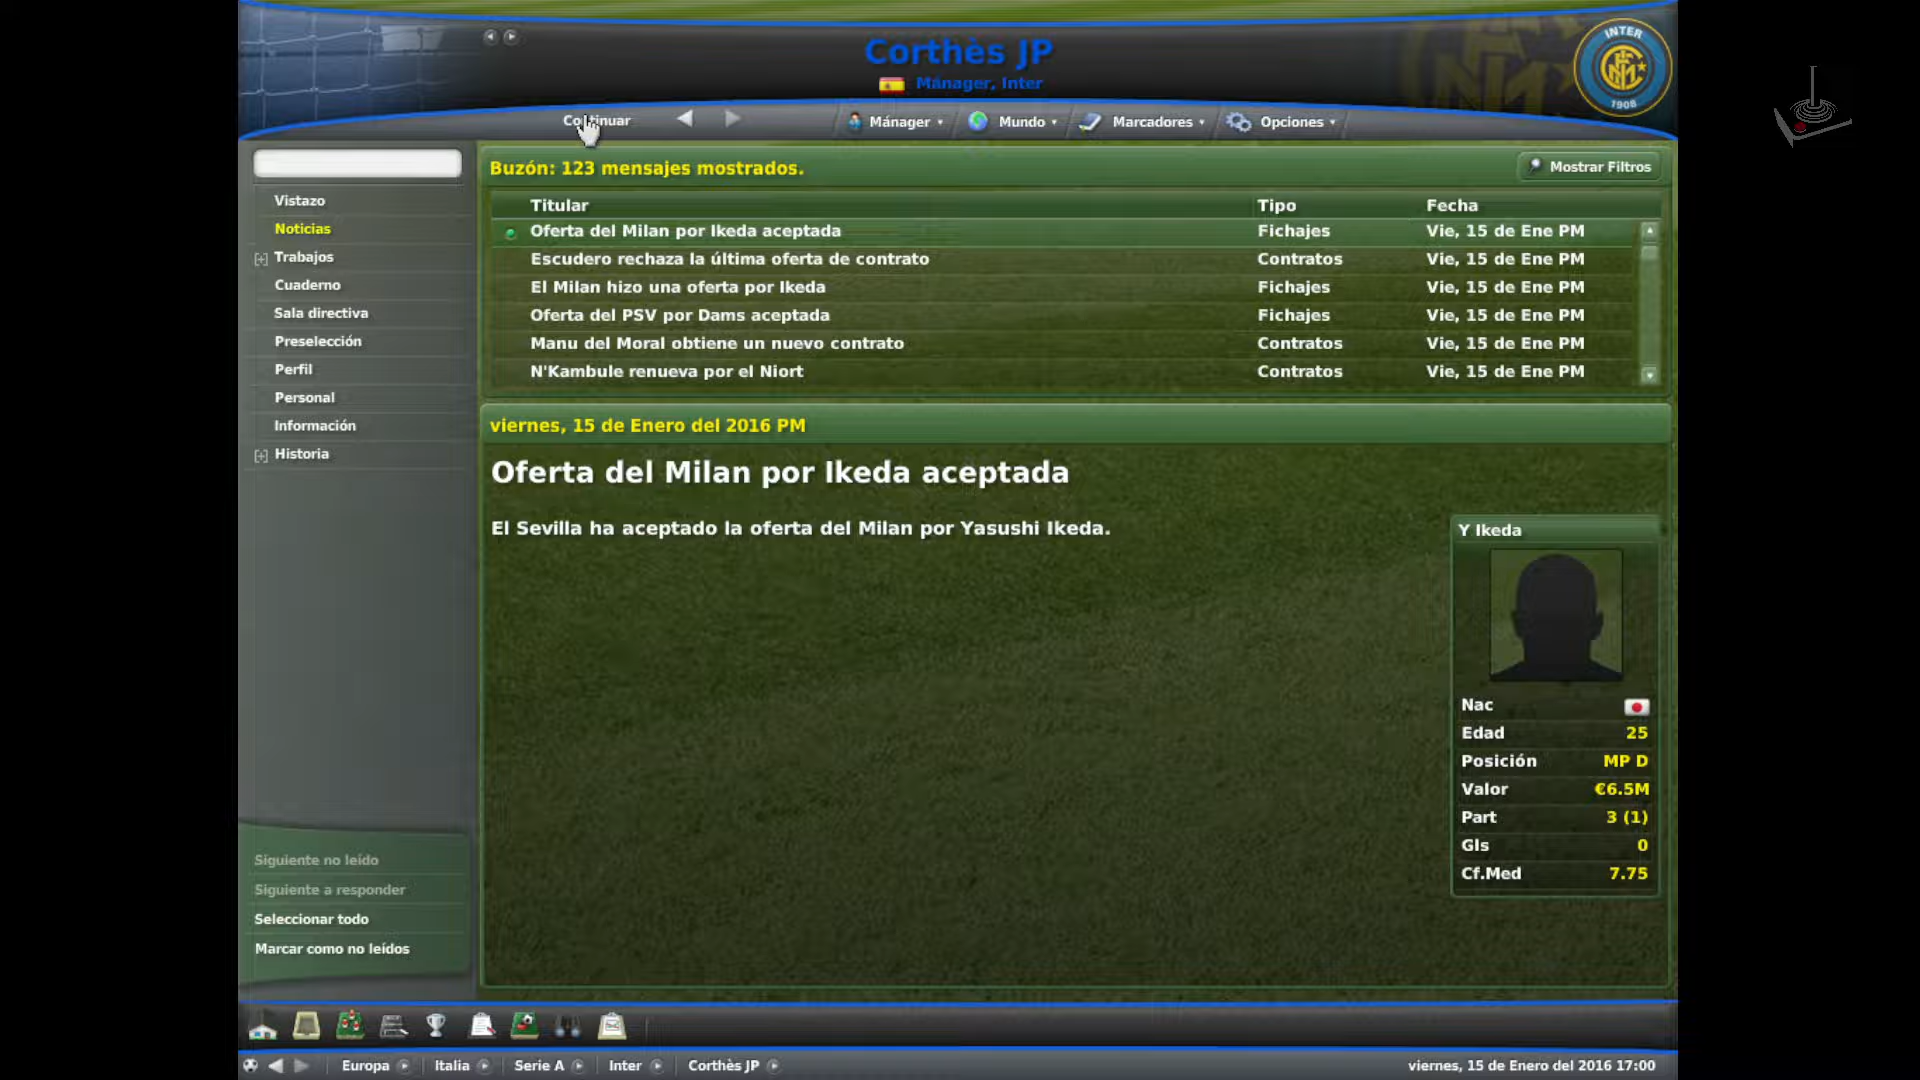 Corthès JP
Mánager, Inter
INTER
1908
Continuar
Mánager
Mundo
Marcadores
Opciones
Vistazo
Noticias
Trabajos
Cuaderno
Sala directiva
Preselección
Perfil
Personal
Información
Historia
Buzón: 123 mensajes mostrados.
Mostrar Filtros
Titular Tipo Fecha
Oferta del Milan por Ikeda aceptada Fichajes Vie, 15 de Ene PM
Escudero rechaza la última oferta de contrato Contratos Vie, 15 de Ene PM
El Milan hizo una oferta por Ikeda Fichajes Vie, 15 de Ene PM
Oferta del PSV por Dams aceptada Fichajes Vie, 15 de Ene PM
Manu del Moral obtiene un nuevo contrato Contratos Vie, 15 de Ene PM
N'Kambule renueva por el Niort Contratos Vie, 15 de Ene PM
viernes, 15 de Enero del 2016 PM
Oferta del Milan por Ikeda aceptada
El Sevilla ha aceptado la oferta del Milan por Yasushi Ikeda.
Y Ikeda
Nac
Edad 25
Posición MP D
Valor €6.5M
Part 3 (1)
Gls 0
Cf.Med 7.75
Siguiente no leído
Siguiente a responder
Seleccionar todo
Marcar como no leídos
Europa
Italia
Serie A
Inter
Corthès JP
viernes, 15 de Enero del 2016 17:00